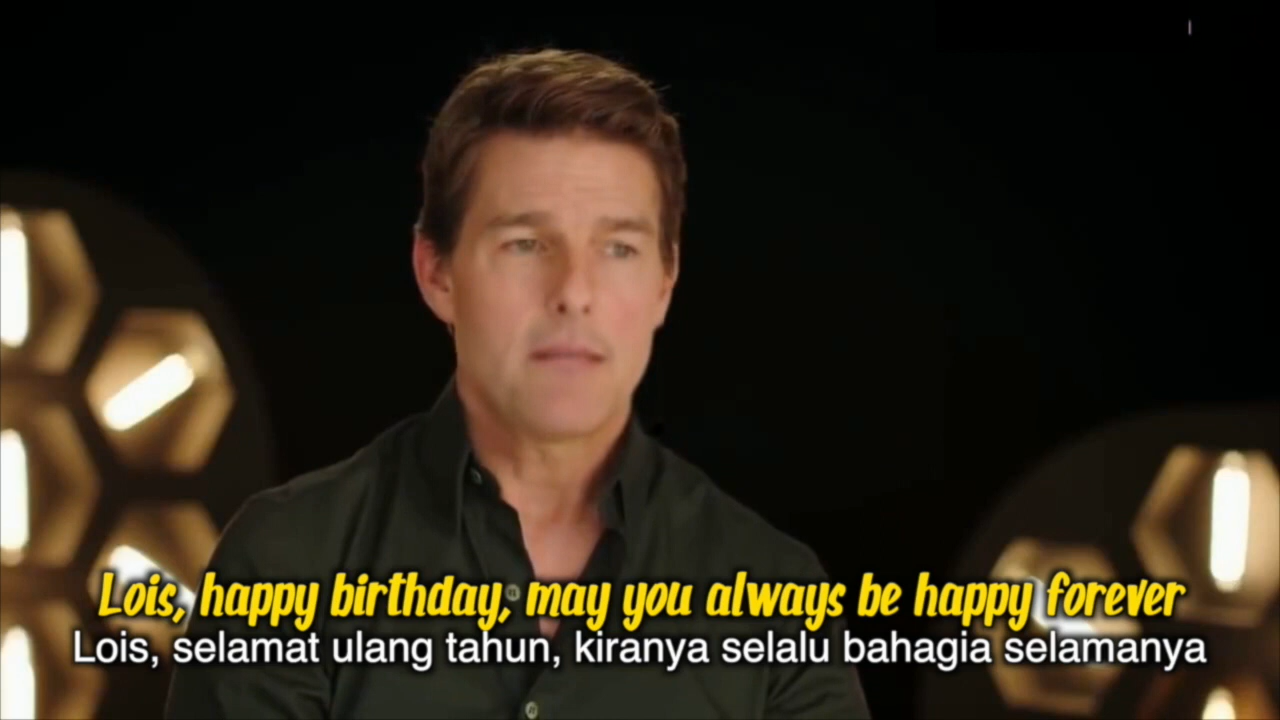 Lois, happy birthday, may you always be happy forever
Lois, selamat ulang tahun, kiranya selalu bahagia selamanya